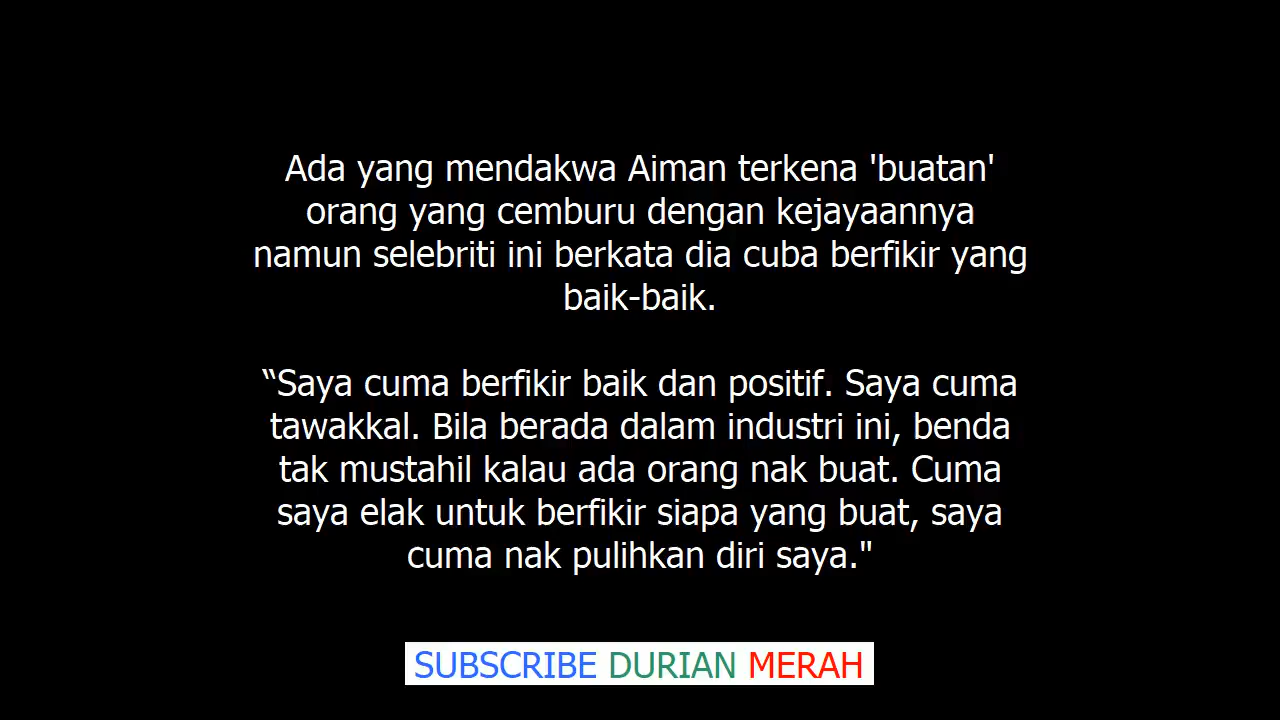 Ada yang mendakwa Aiman terkena 'buatan'
orang yang cemburu dengan kejayaannya
namun selebriti ini berkata dia cuba berfikir yang
baik-baik.
“Saya cuma berfikir baik dan positif. Saya cuma
tawakkal. Bila berada dalam industri ini, benda
tak mustahil kalau ada orang nak buat. Cuma
saya elak untuk berfikir siapa yang buat, saya
cuma nak pulihkan diri saya."
SUBSCRIBE DURIAN MERAH